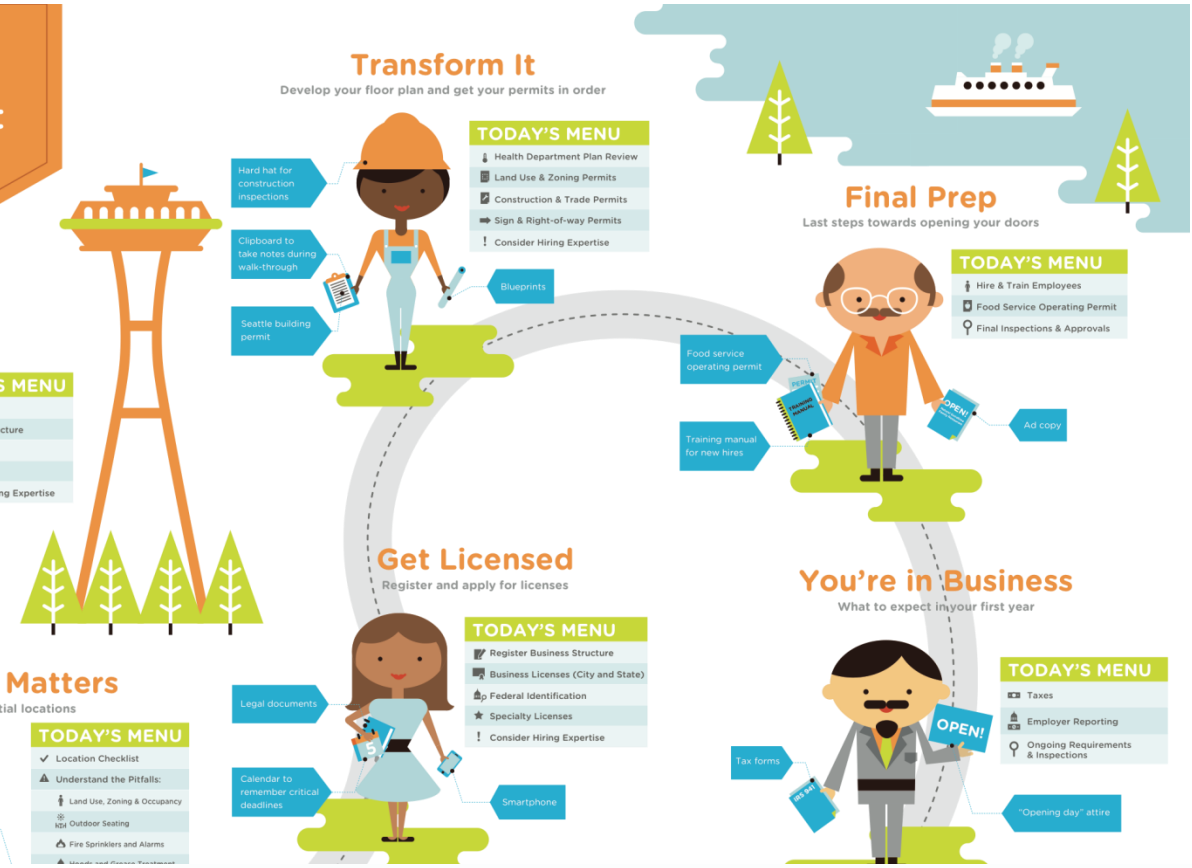 Transform It
Develop your floor plan and get your permits in order
Hard hat for
construction
inspections
Clipboard to
take notes during
walk-through
Seattle building
permit
Blueprints
TODAY'S MENU
Health Department Plan Review
Land Use & Zoning Permits
Construction & Trade Permits
Sign & Right-of-way Permits
! Consider Hiring Expertise
Final Prep
Last steps towards opening your doors
TODAY'S MENU
Hire & Train Employees
Food Service Operating Permit
Final Inspections & Approvals
Food service
operating permit
Training manual
for new hires
PERMIT
TRAINING
MANUAL
OPEN!
Ad copy
S MENU
cture
ng Expertise
Get Licensed
Register and apply for licenses
TODAY'S MENU
Register Business Structure
Business Licenses (City and State)
Federal Identification
Specialty Licenses
! Consider Hiring Expertise
Legal documents
Calendar to
remember critical
deadlines
5
Smartphone
You're in Business
What to expect in your first year
TODAY'S MENU
Taxes
Employer Reporting
Ongoing Requirements
& Inspections
OPEN!
Tax forms
IRS 941
"Opening day" attire
Matters
tial locations
TODAY'S MENU
Location Checklist
Understand the Pitfalls:
Land Use, Zoning & Occupancy
Outdoor Seating
Fire Sprinklers and Alarms
Hoods and Grease Treatment